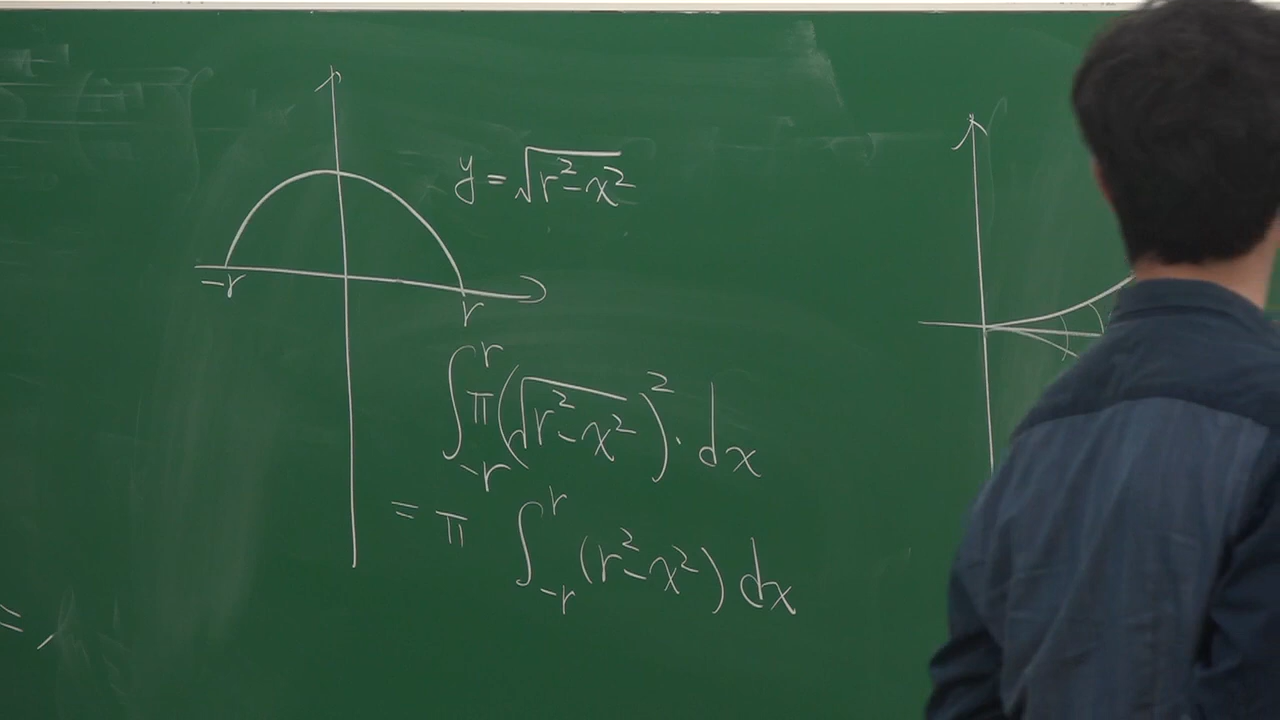 y = √(r²-x²)
-r
r
∫_{-r}^{r} π(√(r²-x²))² · dx
= π ∫_{-r}^{r} (r²-x²) dx
=